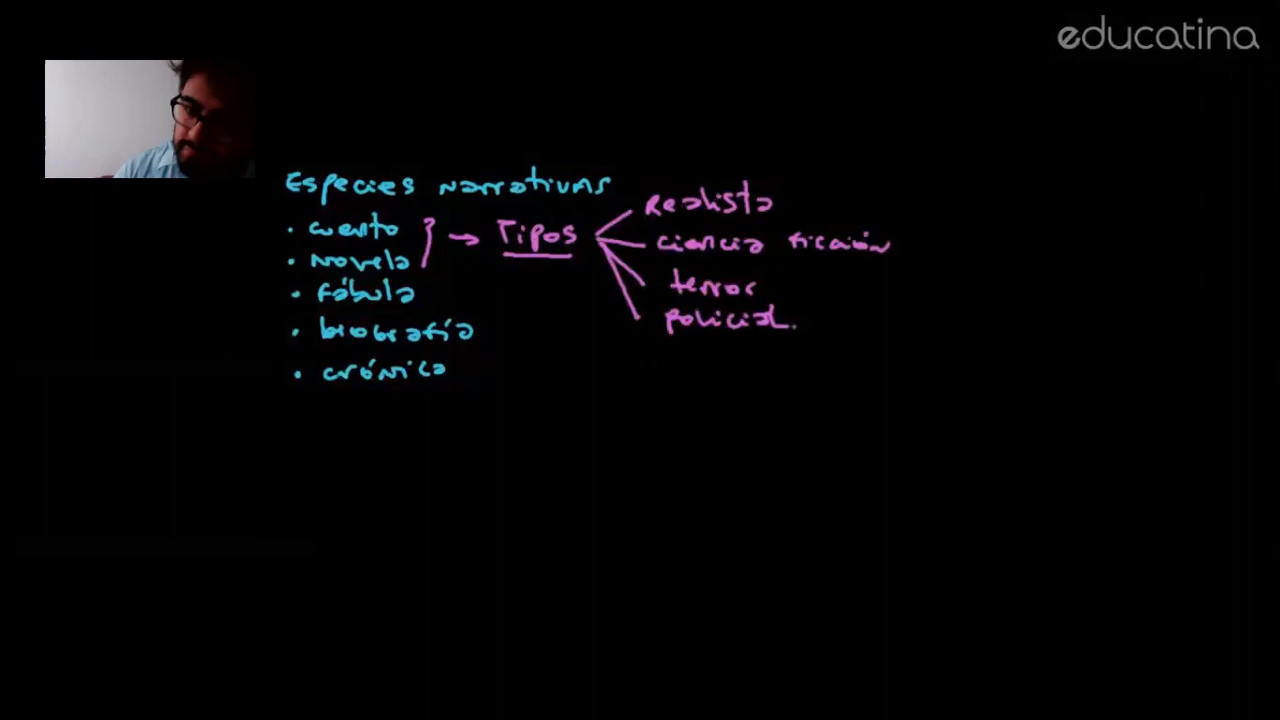 educatina
Especies narrativas
• cuento
• novela
• fábula
• biografía
• crónica
→ Tipos
Realista
ciencia ficción
terror
policial.